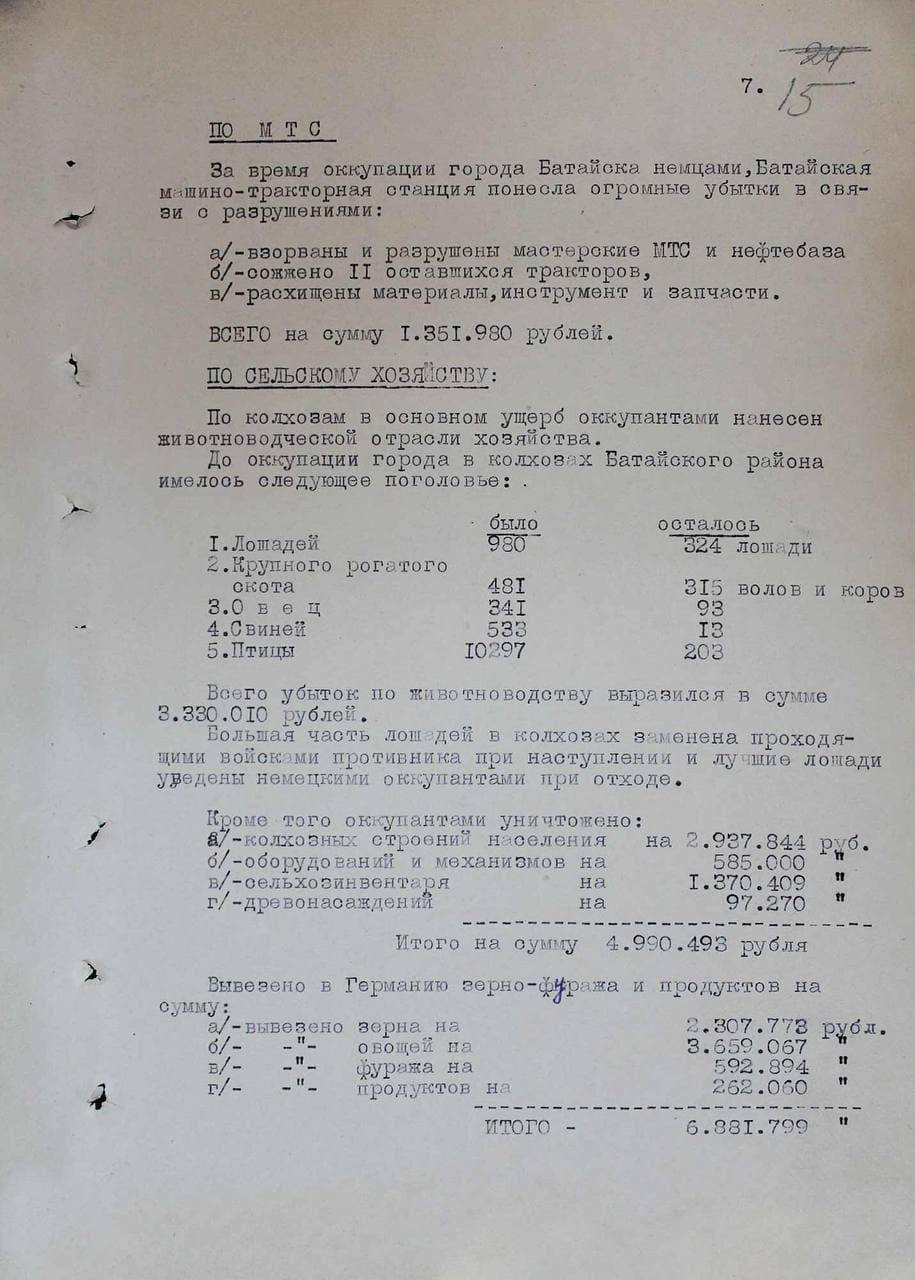 24
7.
15
ПО М Т С
За время оккупации города Батайска немцами,Батайская
машино-тракторная станция понесла огромные убытки в свя-
зи с разрушениями:
а/-взорваны и разрушены мастерские МТС и нефтебаза
б/-сожжено II оставшихся тракторов,
в/-расхищены материалы,инструмент и запчасти.
ВСЕГО на сумму I.35I.980 рублей.
ПО СЕЛЬСКОМУ ХОЗЯЙСТВУ:
По колхозам в основном ущерб оккупантами нанесен
животноводческой отрасли хозяйства.
До оккупации города в колхозах Батайского района
имелось следующее поголовье: .
было осталось
I.Лошадей 980 324 лошади
2.Крупного рогатого
скота 48I 3I5 волов и коров
3.О в е ц 34I 93
4.Свиней 533 I3
5.Птицы I0297 203
Всего убыток по животноводству выразился в сумме
3.330.0I0 рублей.
Большая часть лошадей в колхозах заменена проходя-
щими войсками противника при наступлении и лучшие лошади
уведены немецкими оккупантами при отходе.
Кроме того оккупантами уничтожено:
а/-колхозных строений населения на 2.937.844 руб.
б/-оборудований и механизмов на 585.000 "
в/-сельхозинвентаря на I.370.409 "
г/-древонасаждений на 97.270 "
Итого на сумму 4.990.493 рубля
Вывезено в Германию зерно-фуража и продуктов на
сумму:
а/-вывезено зерна на 2.307.773 рубл.
б/- -"- овощей на 3.659.067 "
в/- -"- фуража на 592.894 "
г/- -"- продуктов на 262.060 "
ИТОГО - 6.881.799 "